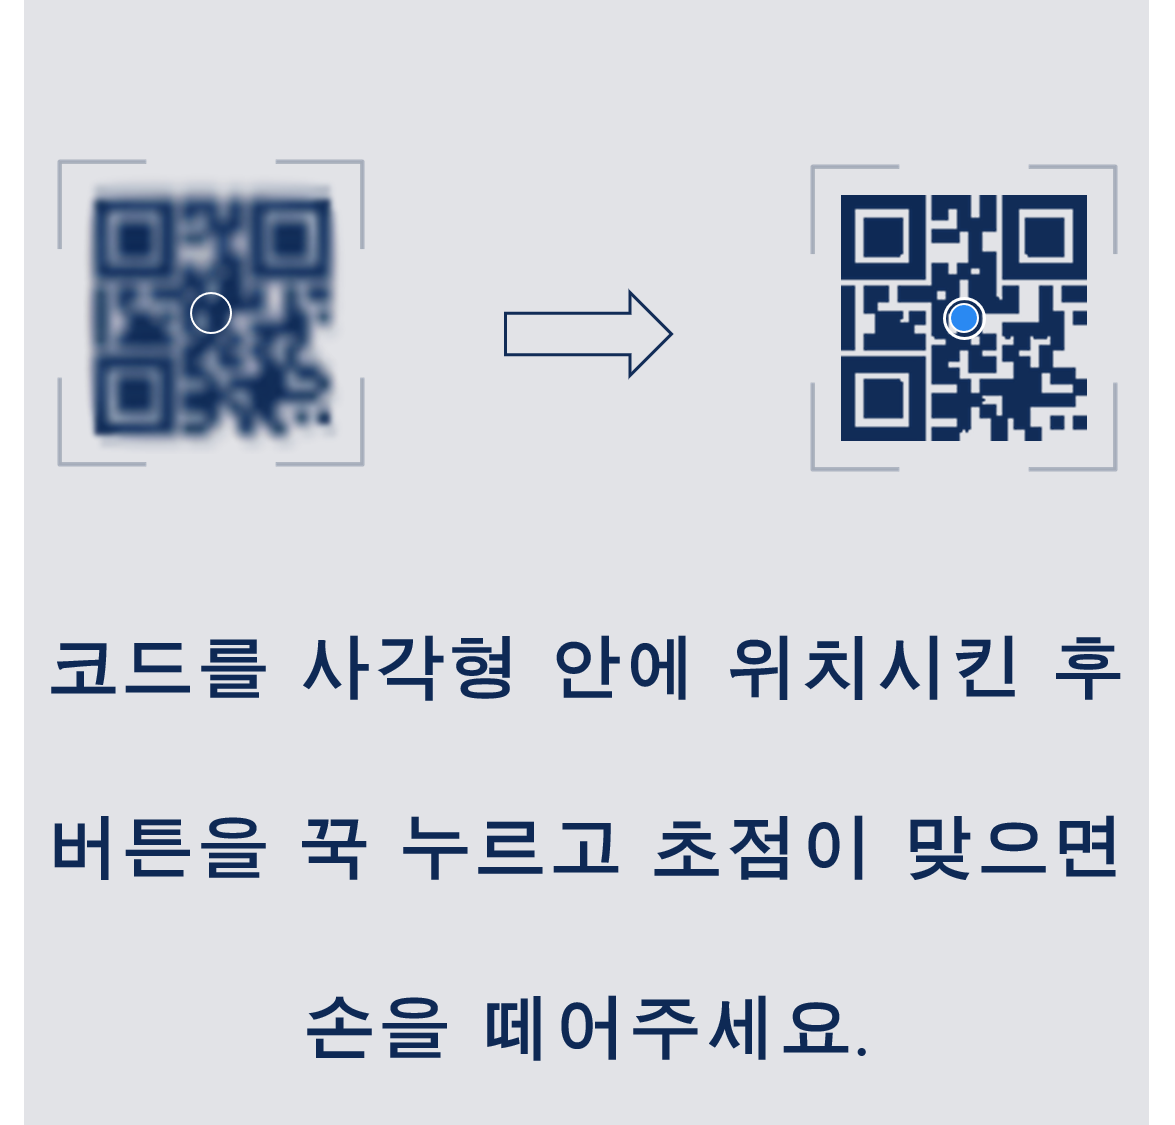 코드를 사각형 안에 위치시킨 후
버튼을 꾹 누르고 초점이 맞으면
손을 떼어주세요.